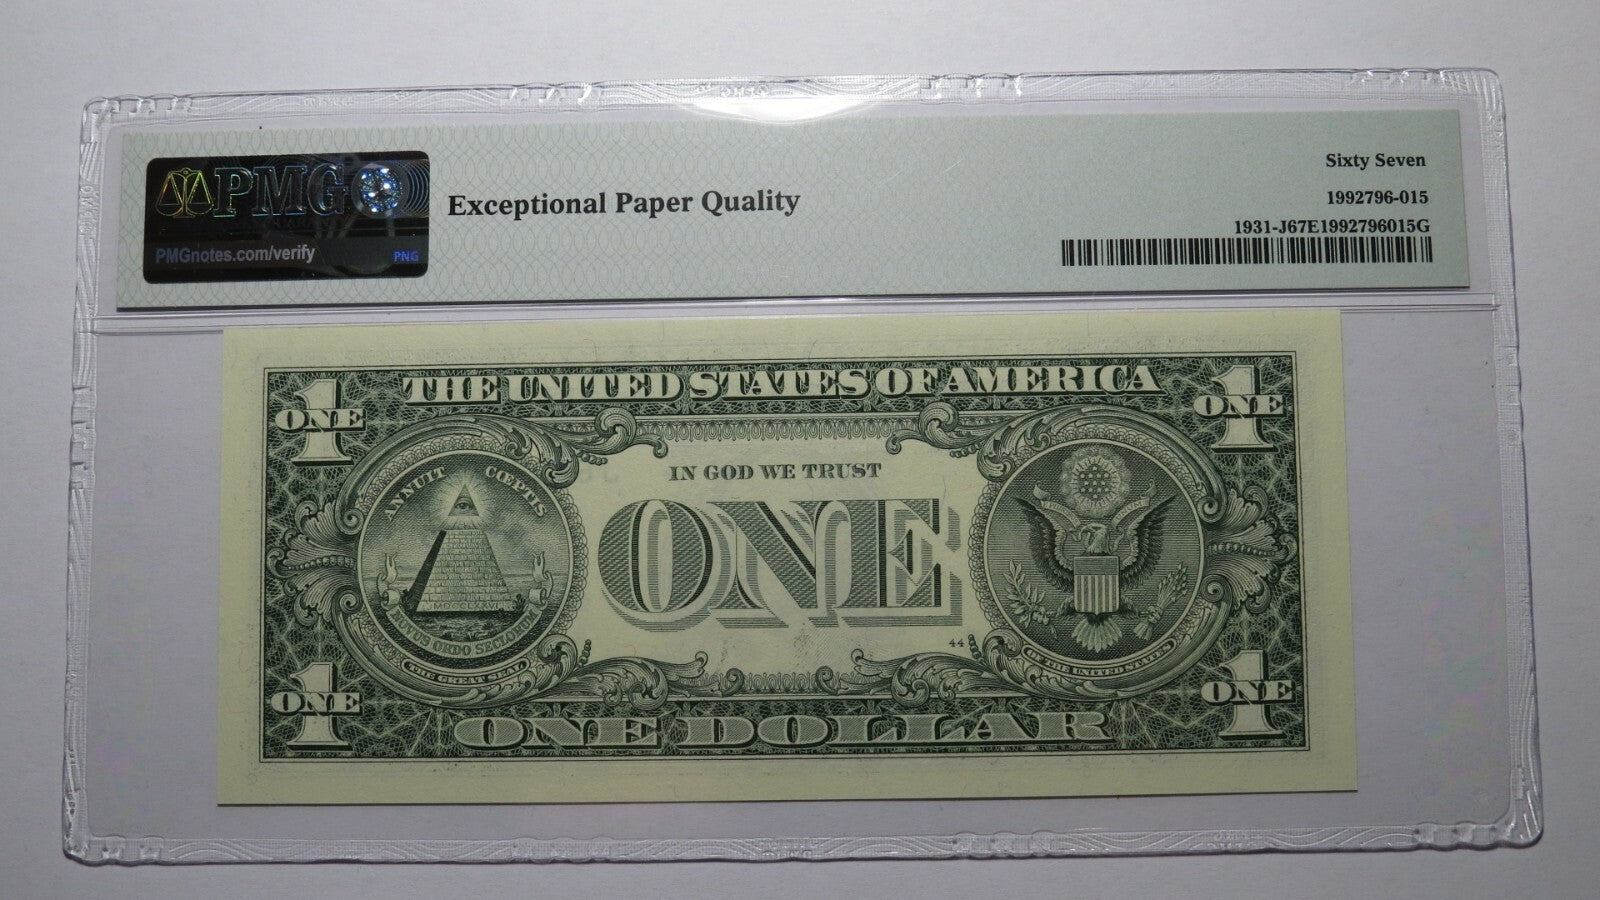 PMG
PMGnotes.com/verify
PNG
Exceptional Paper Quality
Sixty Seven
1992796-015
1931-J67E1992796015G
THE UNITED STATES OF AMERICA
1
ONE
1
ONE
ANNUIT CŒPTIS
IN GOD WE TRUST
ONE
MDCCLXXVI
NOVUS ORDO SECLORUM
THE GREAT SEAL
44
OF THE UNITED STATES
1
ONE
1
ONE
ONE DOLLAR